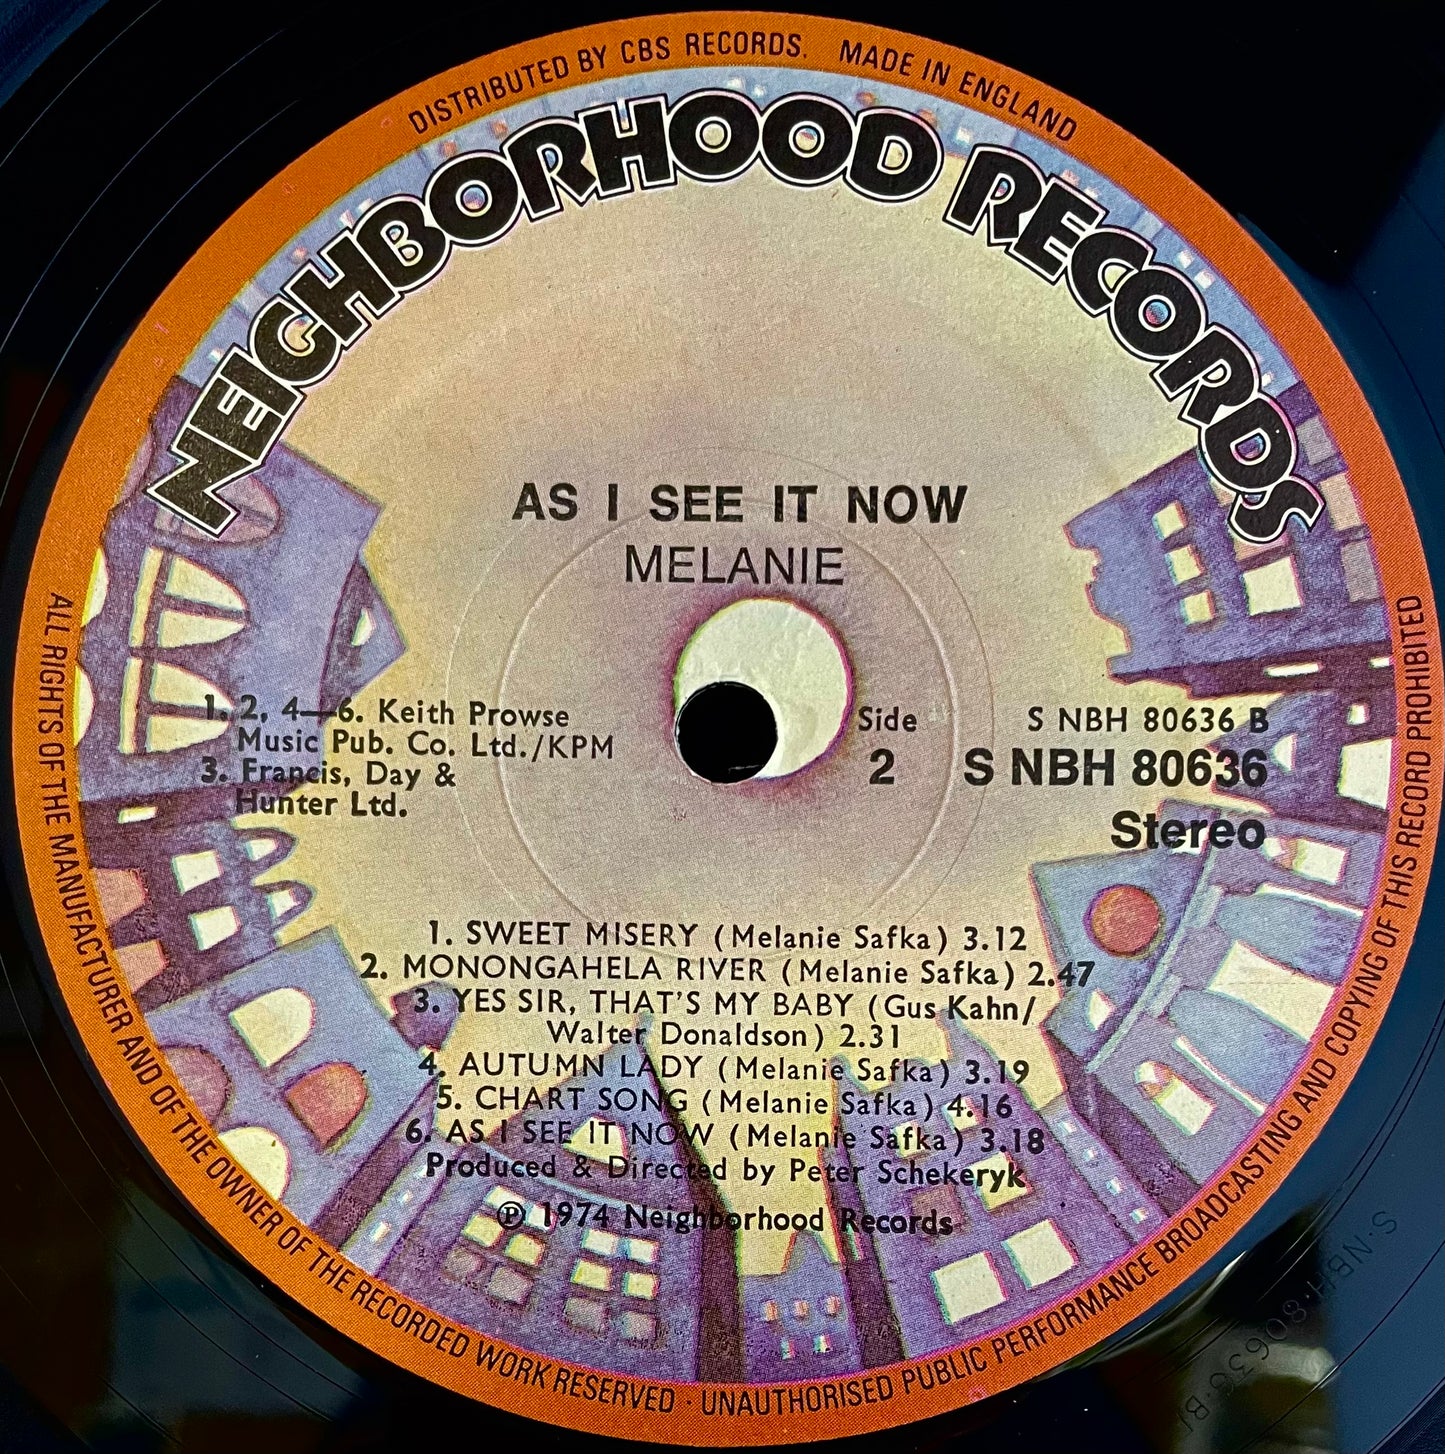 DISTRIBUTED BY CBS RECORDS. MADE IN ENGLAND
NEIGHBORHOOD RECORDS
AS I SEE IT NOW
MELANIE
1. 2, 4—6. Keith Prowse
Music Pub. Co. Ltd./KPM
3. Francis, Day &
Hunter Ltd.
Side
2
S NBH 80636 B
S NBH 80636
Stereo
1. SWEET MISERY (Melanie Safka) 3.12
2. MONONGAHELA RIVER (Melanie Safka) 2.47
3. YES SIR, THAT'S MY BABY (Gus Kahn/
Walter Donaldson) 2.31
4. AUTUMN LADY (Melanie Safka) 3.19
5. CHART SONG (Melanie Safka) 4.16
6. AS I SEE IT NOW (Melanie Safka) 3.18
Produced & Directed by Peter Schekeryk
℗ 1974 Neighborhood Records
ALL RIGHTS OF THE MANUFACTURER AND OF THE OWNER OF THE RECORDED WORK RESERVED · UNAUTHORISED PUBLIC PERFORMANCE BROADCASTING AND COPYING OF THIS RECORD PROHIBITED
S·NBH·80636·B1